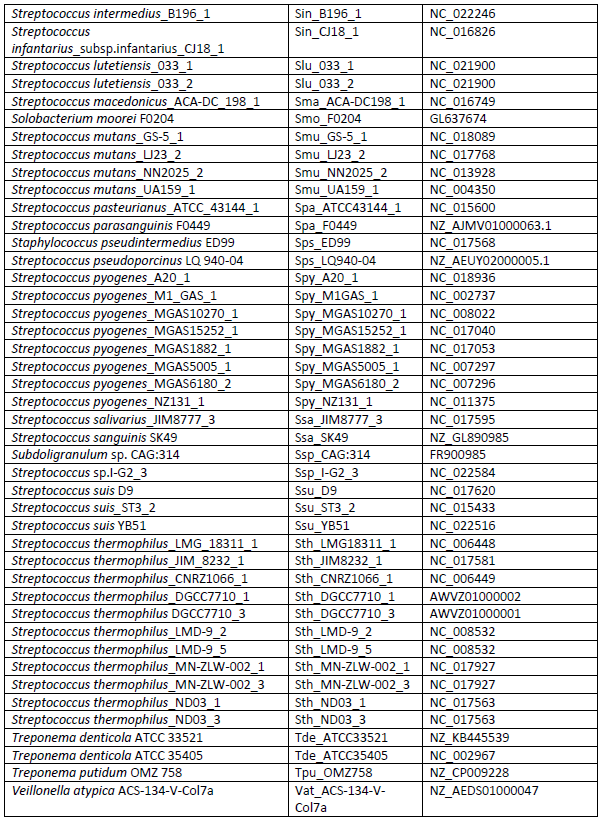 Streptococcus intermedius_B196_1 Sin_B196_1 NC_022246
Streptococcus Sin_CJ18_1 NC_016826
infantarius_subsp.infantarius_CJ18_1
Streptococcus lutetiensis_033_1 Slu_033_1 NC_021900
Streptococcus lutetiensis_033_2 Slu_033_2 NC_021900
Streptococcus macedonicus_ACA-DC_198_1 Sma_ACA-DC198_1 NC_016749
Solobacterium moorei F0204 Smo_F0204 GL637674
Streptococcus mutans_GS-5_1 Smu_GS-5_1 NC_018089
Streptococcus mutans_LJ23_2 Smu_LJ23_2 NC_017768
Streptococcus mutans_NN2025_2 Smu_NN2025_2 NC_013928
Streptococcus mutans_UA159_1 Smu_UA159_1 NC_004350
Streptococcus pasteurianus_ATCC_43144_1 Spa_ATCC43144_1 NC_015600
Streptococcus parasanguinis F0449 Spa_F0449 NZ_AJMV01000063.1
Staphylococcus pseudintermedius ED99 Sps_ED99 NC_017568
Streptococcus pseudoporcinus LQ 940-04 Sps_LQ940-04 NZ_AEUY02000005.1
Streptococcus pyogenes_A20_1 Spy_A20_1 NC_018936
Streptococcus pyogenes_M1_GAS_1 Spy_M1GAS_1 NC_002737
Streptococcus pyogenes_MGAS10270_1 Spy_MGAS10270_1 NC_008022
Streptococcus pyogenes_MGAS15252_1 Spy_MGAS15252_1 NC_017040
Streptococcus pyogenes_MGAS1882_1 Spy_MGAS1882_1 NC_017053
Streptococcus pyogenes_MGAS5005_1 Spy_MGAS5005_1 NC_007297
Streptococcus pyogenes_MGAS6180_2 Spy_MGAS6180_2 NC_007296
Streptococcus pyogenes_NZ131_1 Spy_NZ131_1 NC_011375
Streptococcus salivarius_JIM8777_3 Ssa_JIM8777_3 NC_017595
Streptococcus sanguinis SK49 Ssa_SK49 NZ_GL890985
Subdoligranulum sp. CAG:314 Ssp_CAG:314 FR900985
Streptococcus sp.I-G2_3 Ssp_I-G2_3 NC_022584
Streptococcus suis D9 Ssu_D9 NC_017620
Streptococcus suis_ST3_2 Ssu_ST3_2 NC_015433
Streptococcus suis YB51 Ssu_YB51 NC_022516
Streptococcus thermophilus_LMG_18311_1 Sth_LMG18311_1 NC_006448
Streptococcus thermophilus_JIM_8232_1 Sth_JIM8232_1 NC_017581
Streptococcus thermophilus_CNRZ1066_1 Sth_CNRZ1066_1 NC_006449
Streptococcus thermophilus_DGCC7710_1 Sth_DGCC7710_1 AWVZ01000002
Streptococcus thermophilus DGCC7710_3 Sth_DGCC7710_3 AWVZ01000001
Streptococcus thermophilus_LMD-9_2 Sth_LMD-9_2 NC_008532
Streptococcus thermophilus_LMD-9_5 Sth_LMD-9_5 NC_008532
Streptococcus thermophilus_MN-ZLW-002_1 Sth_MN-ZLW-002_1 NC_017927
Streptococcus thermophilus_MN-ZLW-002_3 Sth_MN-ZLW-002_3 NC_017927
Streptococcus thermophilus_ND03_1 Sth_ND03_1 NC_017563
Streptococcus thermophilus_ND03_3 Sth_ND03_3 NC_017563
Treponema denticola ATCC 33521 Tde_ATCC33521 NZ_KB445539
Treponema denticola ATCC 35405 Tde_ATCC35405 NC_002967
Treponema putidum OMZ 758 Tpu_OMZ758 NZ_CP009228
Veillonella atypica ACS-134-V-Col7a Vat_ACS-134-V- NZ_AEDS01000047
Col7a